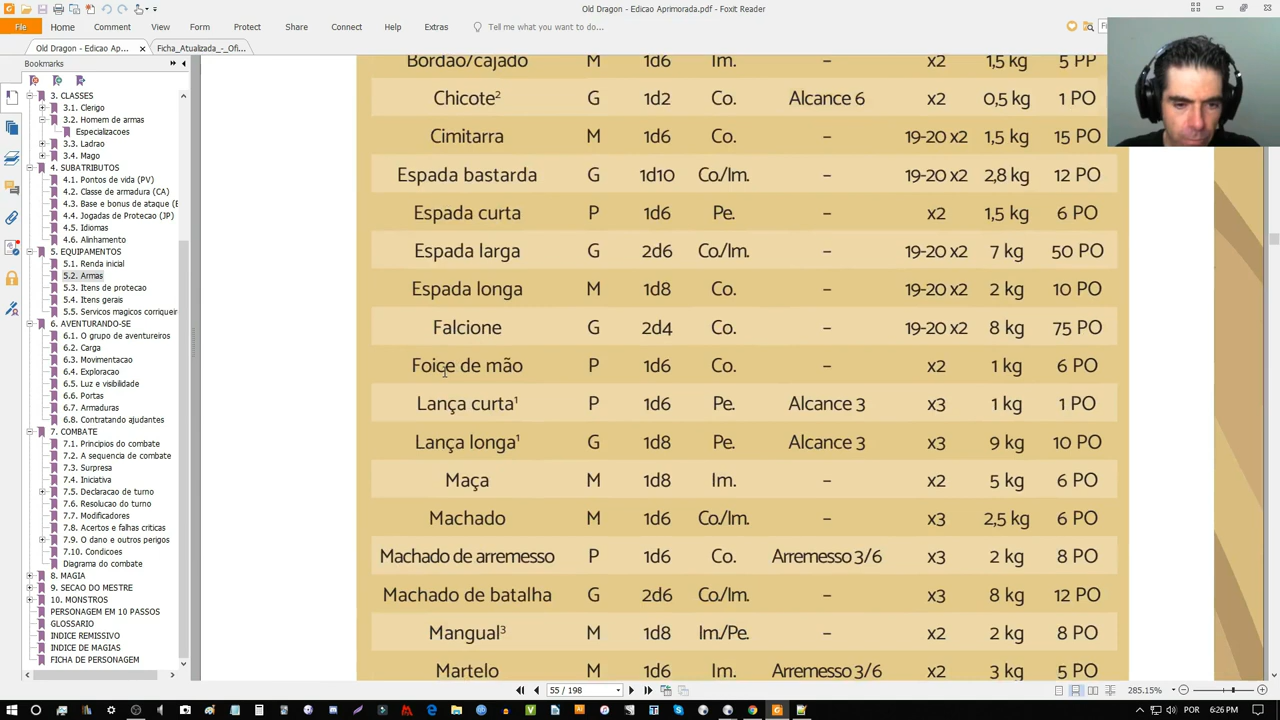 Old Dragon - Edicao Aprimorada.pdf - Foxit Reader
File Home Comment View Form Protect Share Connect Help Extras Tell me what you want to do...
Old Dragon - Edicao Ap... Ficha_Atualizada_-_Ofi...
Bookmarks
3. CLASSES
3.1. Clerigo
3.2. Homem de armas
Especializacoes
3.3. Ladrao
3.4. Mago
4. SUBATRIBUTOS
4.1. Pontos de vida (PV)
4.2. Classe de armadura (CA)
4.3. Base e bonus de ataque (E
4.4. Jogadas de Protecao (JP)
4.5. Idiomas
4.6. Alinhamento
5. EQUIPAMENTOS
5.1. Renda inicial
5.2. Armas
5.3. Itens de protecao
5.4. Itens gerais
5.5. Servicos magicos corriquei
6. AVENTURANDO-SE
6.1. O grupo de aventureiros
6.2. Carga
6.3. Movimentacao
6.4. Exploracao
6.5. Luz e visibilidade
6.6. Portas
6.7. Armaduras
6.8. Contratando ajudantes
7. COMBATE
7.1. Principios do combate
7.2. A sequencia de combate
7.3. Surpresa
7.4. Iniciativa
7.5. Declaracao de turno
7.6. Resolucao do turno
7.7. Modificadores
7.8. Acertos e falhas criticas
7.9. O dano e outros perigos
7.10. Condicoes
Diagrama do combate
8. MAGIA
9. SECAO DO MESTRE
10. MONSTROS
PERSONAGEM EM 10 PASSOS
GLOSSARIO
INDICE REMISSIVO
INDICE DE MAGIAS
FICHA DE PERSONAGEM
Bordão/cajado M 1d6 Im. – x2 1,5 kg 5 PP
Chicote² G 1d2 Co. Alcance 6 x2 0,5 kg 1 PO
Cimitarra M 1d6 Co. – 19-20 x2 1,5 kg 15 PO
Espada bastarda G 1d10 Co./Im. – 19-20 x2 2,8 kg 12 PO
Espada curta P 1d6 Pe. – x2 1,5 kg 6 PO
Espada larga G 2d6 Co./Im. – 19-20 x2 7 kg 50 PO
Espada longa M 1d8 Co. – 19-20 x2 2 kg 10 PO
Falcione G 2d4 Co. – 19-20 x2 8 kg 75 PO
Foice de mão P 1d6 Co. – x2 1 kg 6 PO
Lança curta¹ P 1d6 Pe. Alcance 3 x3 1 kg 1 PO
Lança longa¹ G 1d8 Pe. Alcance 3 x3 9 kg 10 PO
Maça M 1d8 Im. – x2 5 kg 6 PO
Machado M 1d6 Co./Im. – x3 2,5 kg 6 PO
Machado de arremesso P 1d6 Co. Arremesso 3/6 x3 2 kg 8 PO
Machado de batalha G 2d6 Co./Im. – x3 8 kg 12 PO
Mangual³ M 1d8 Im/Pe. – x2 2 kg 8 PO
Martelo M 1d6 Im. Arremesso 3/6 x2 3 kg 5 PO
55 / 198
285.15%
POR 6:26 PM